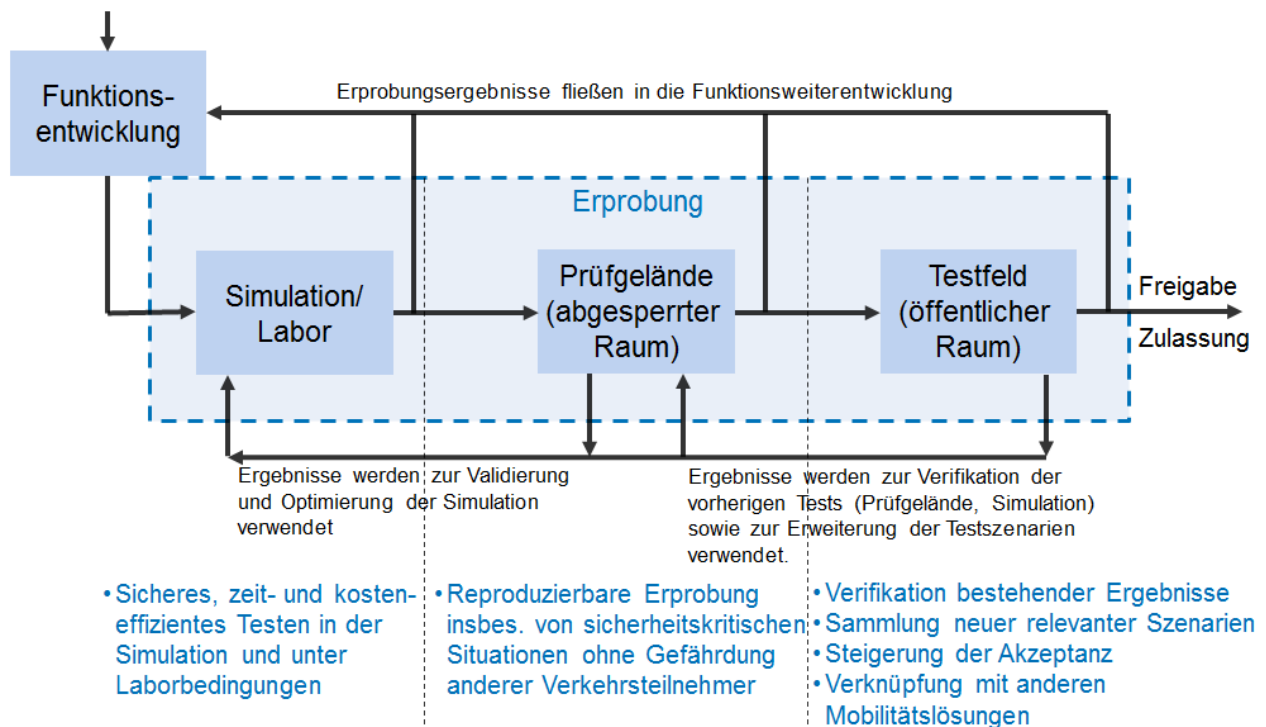 Funktions-
entwicklung
Erprobungsergebnisse fließen in die Funktionsweiterentwicklung
Erprobung
Simulation/
Labor
Prüfgelände
(abgesperrter
Raum)
Testfeld
(öffentlicher
Raum)
Freigabe
Zulassung
Ergebnisse werden zur Validierung
und Optimierung der Simulation
verwendet
Ergebnisse werden zur Verifikation der
vorherigen Tests (Prüfgelände, Simulation)
sowie zur Erweiterung der Testszenarien
verwendet.
• Sicheres, zeit- und kosten-
effizientes Testen in der
Simulation und unter
Laborbedingungen
• Reproduzierbare Erprobung
insbes. von sicherheitskritischen
Situationen ohne Gefährdung
anderer Verkehrsteilnehmer
• Verifikation bestehender Ergebnisse
• Sammlung neuer relevanter Szenarien
• Steigerung der Akzeptanz
• Verknüpfung mit anderen
Mobilitätslösungen